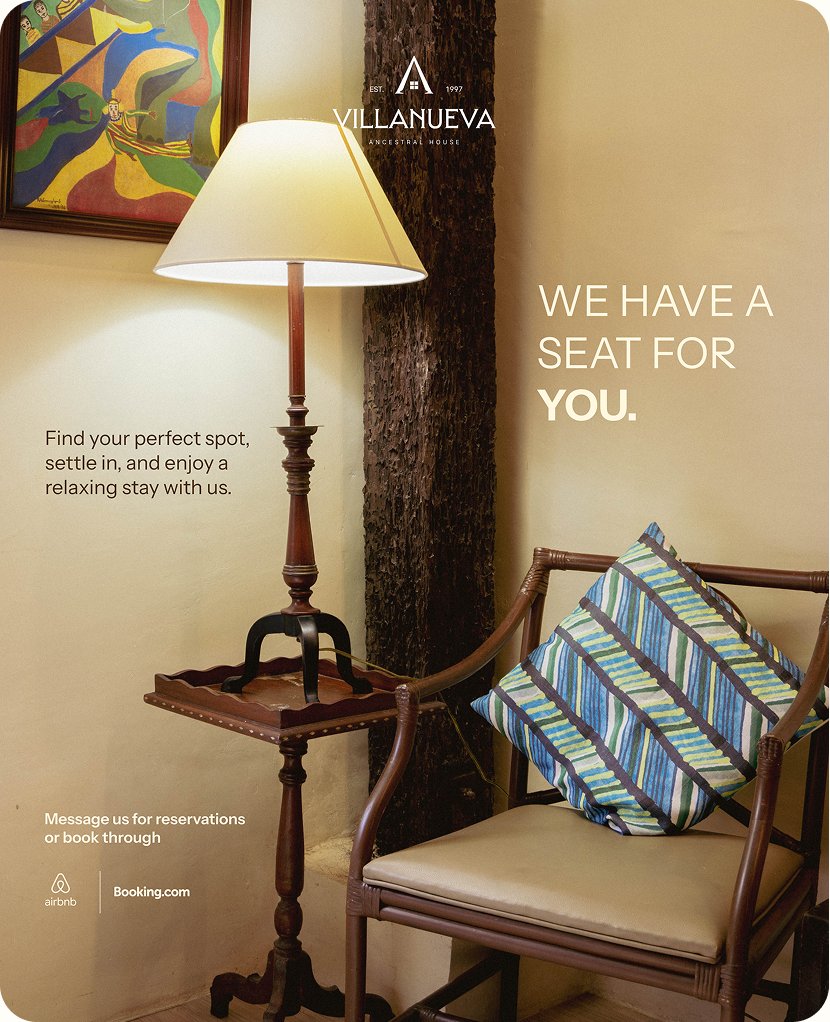 EST. 1997
VILLANUEVA
ANCESTRAL HOUSE
WE HAVE A
SEAT FOR
YOU.
Find your perfect spot,
settle in, and enjoy a
relaxing stay with us.
Message us for reservations
or book through
airbnb
Booking.com